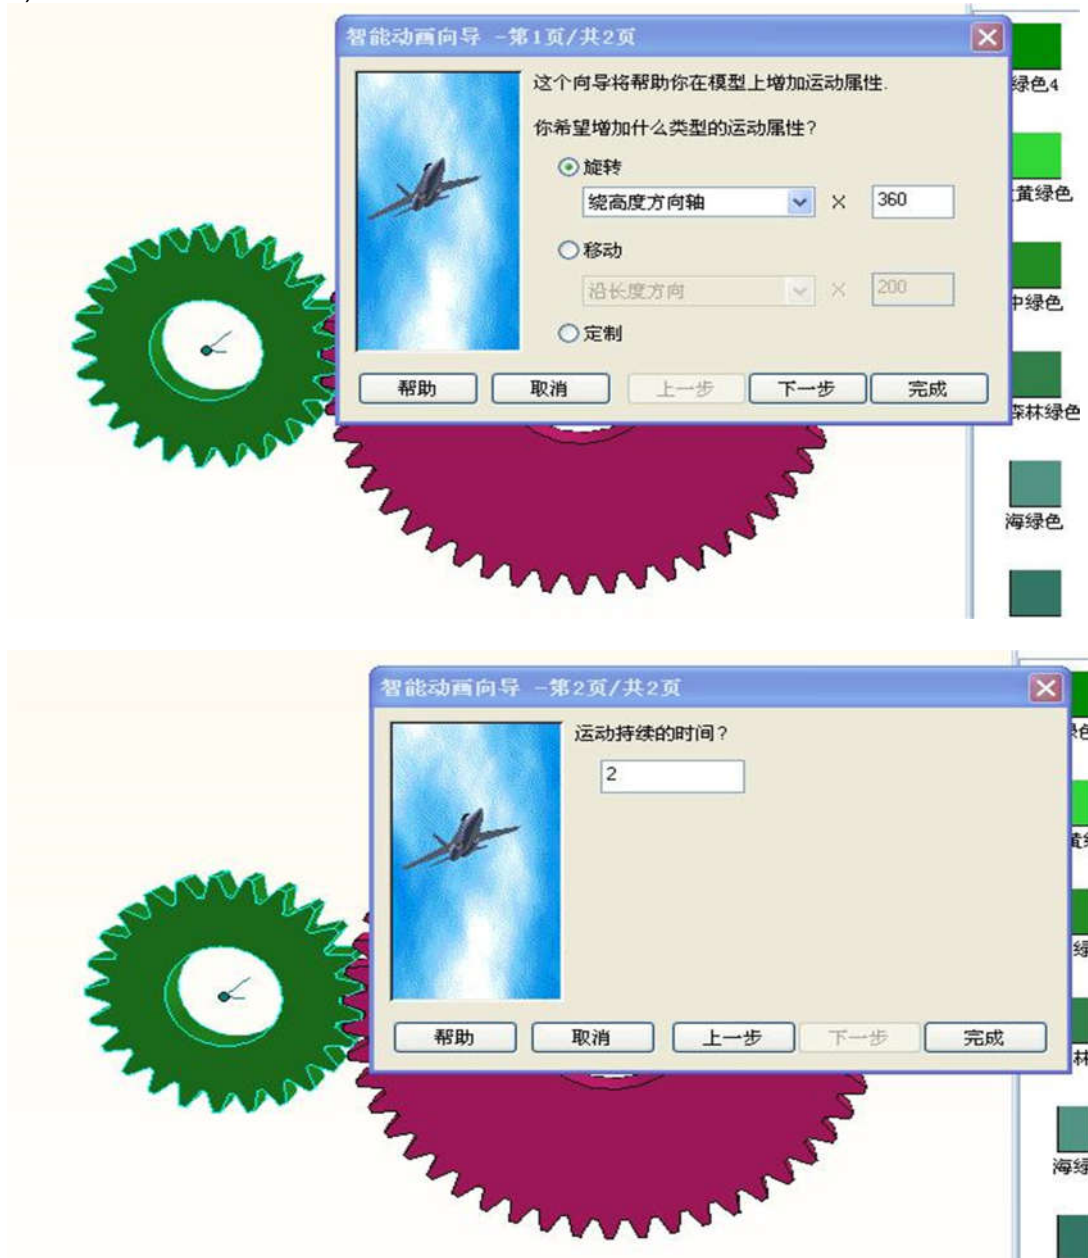 智能动画向导 -第1页/共2页
这个向导将帮助你在模型上增加运动属性.
你希望增加什么类型的运动属性?
旋转
绕高度方向轴 × 360
移动
沿长度方向 × 200
定制
帮助 取消 上一步 下一步 完成
绿色4
黄绿色
中绿色
森林绿色
海绿色
智能动画向导 -第2页/共2页
运动持续的时间?
2
帮助 取消 上一步 下一步 完成
海绿